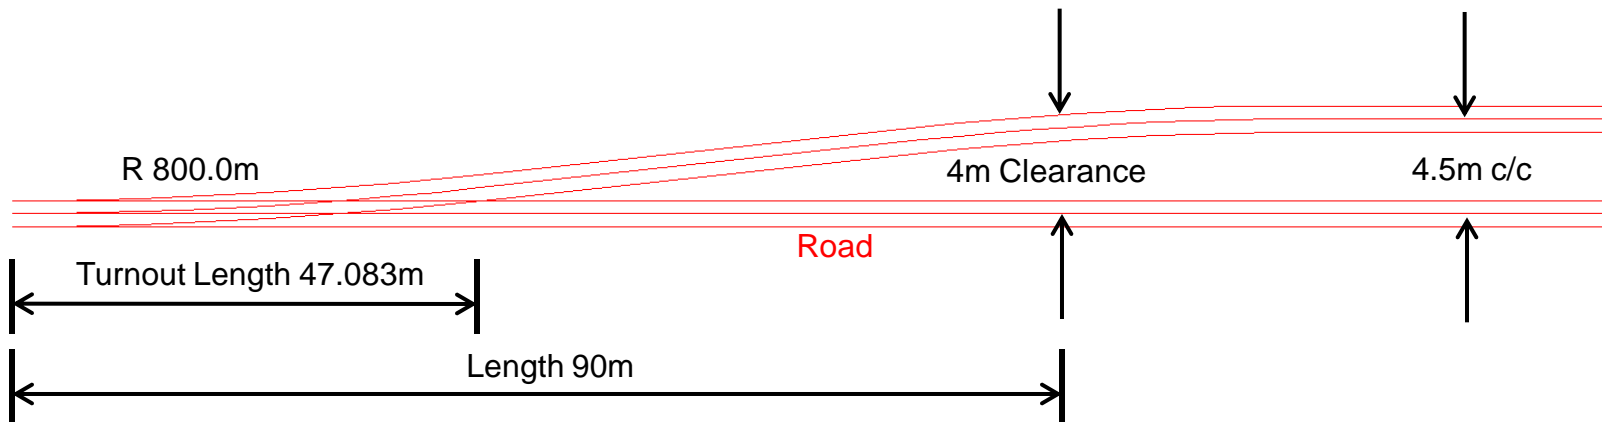 R 800.0m
4m Clearance
4.5m c/c
Road
Turnout Length 47.083m
Length 90m